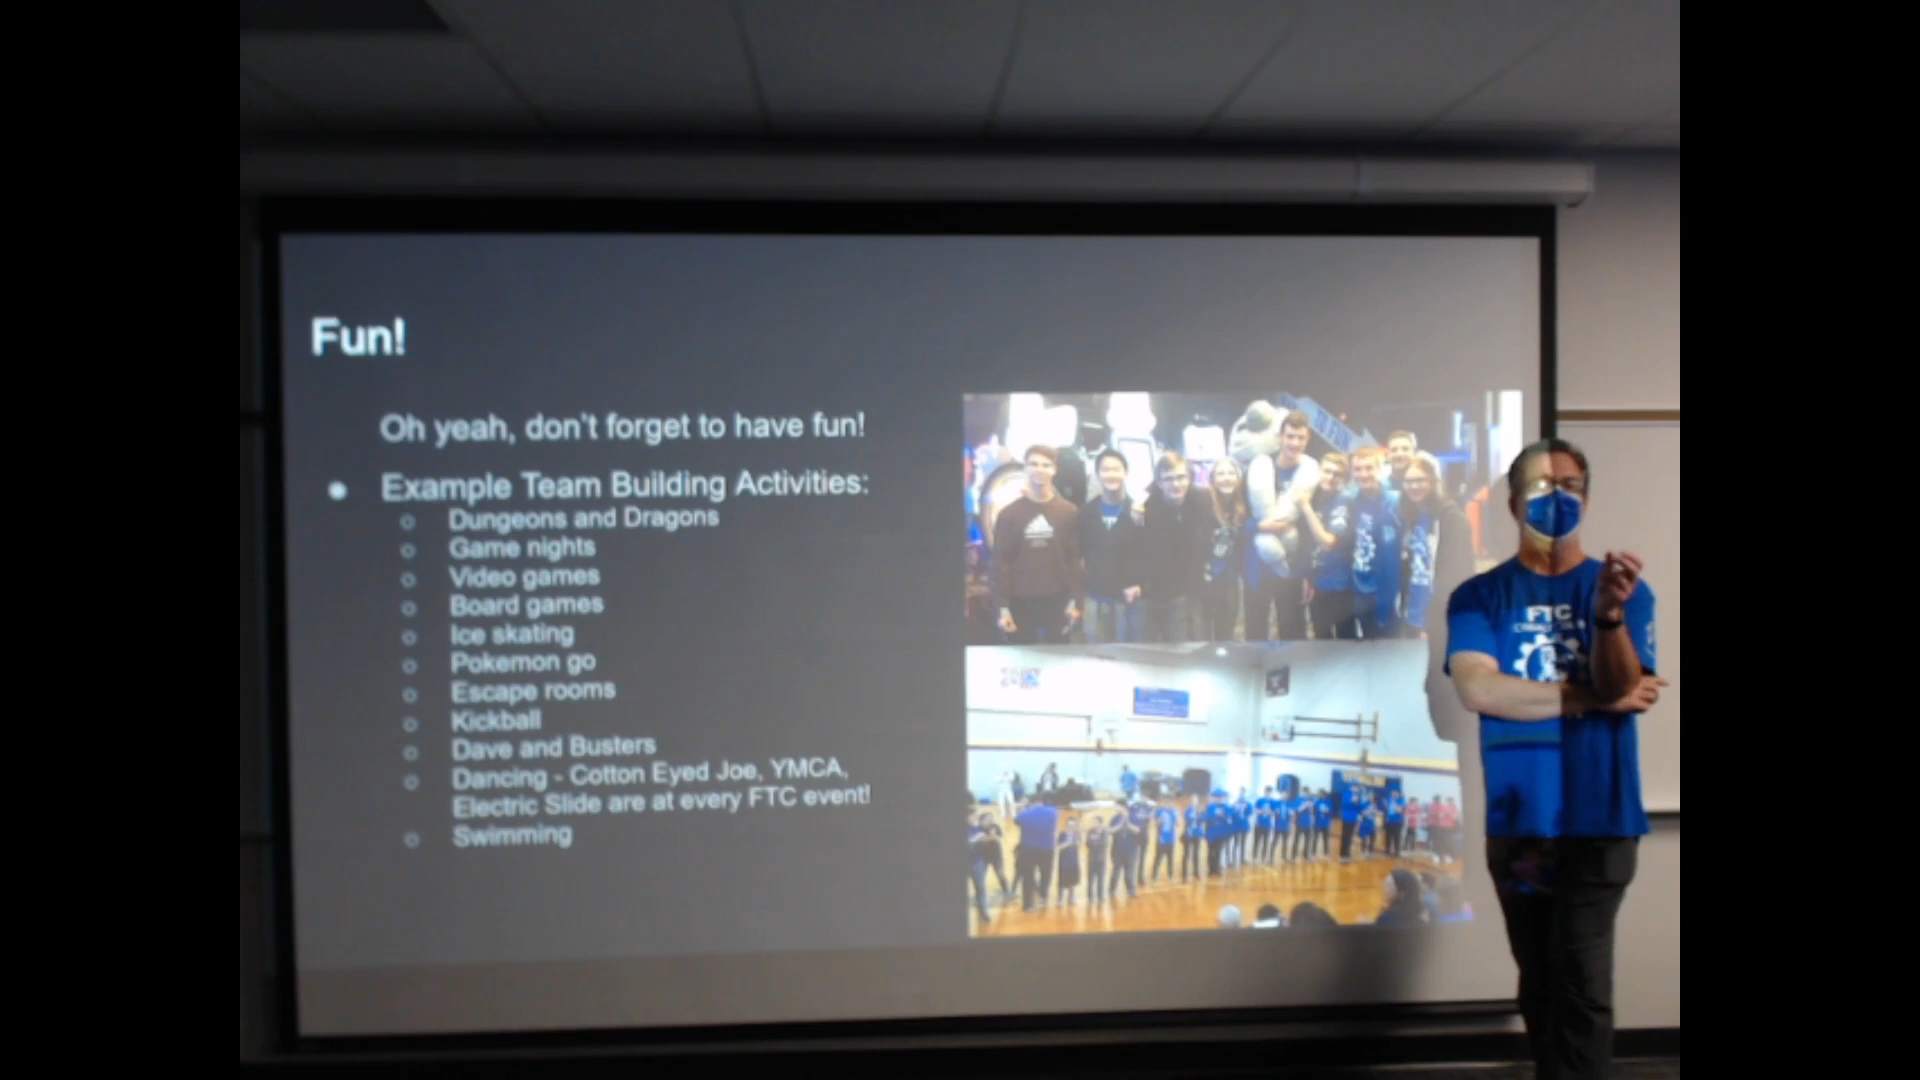 Fun!
Oh yeah, don't forget to have fun!
● Example Team Building Activities:
○ Dungeons and Dragons
○ Game nights
○ Video games
○ Board games
○ Ice skating
○ Pokemon go
○ Escape rooms
○ Kickball
○ Dave and Busters
○ Dancing - Cotton Eyed Joe, YMCA,
Electric Slide are at every FTC event!
○ Swimming
FTC